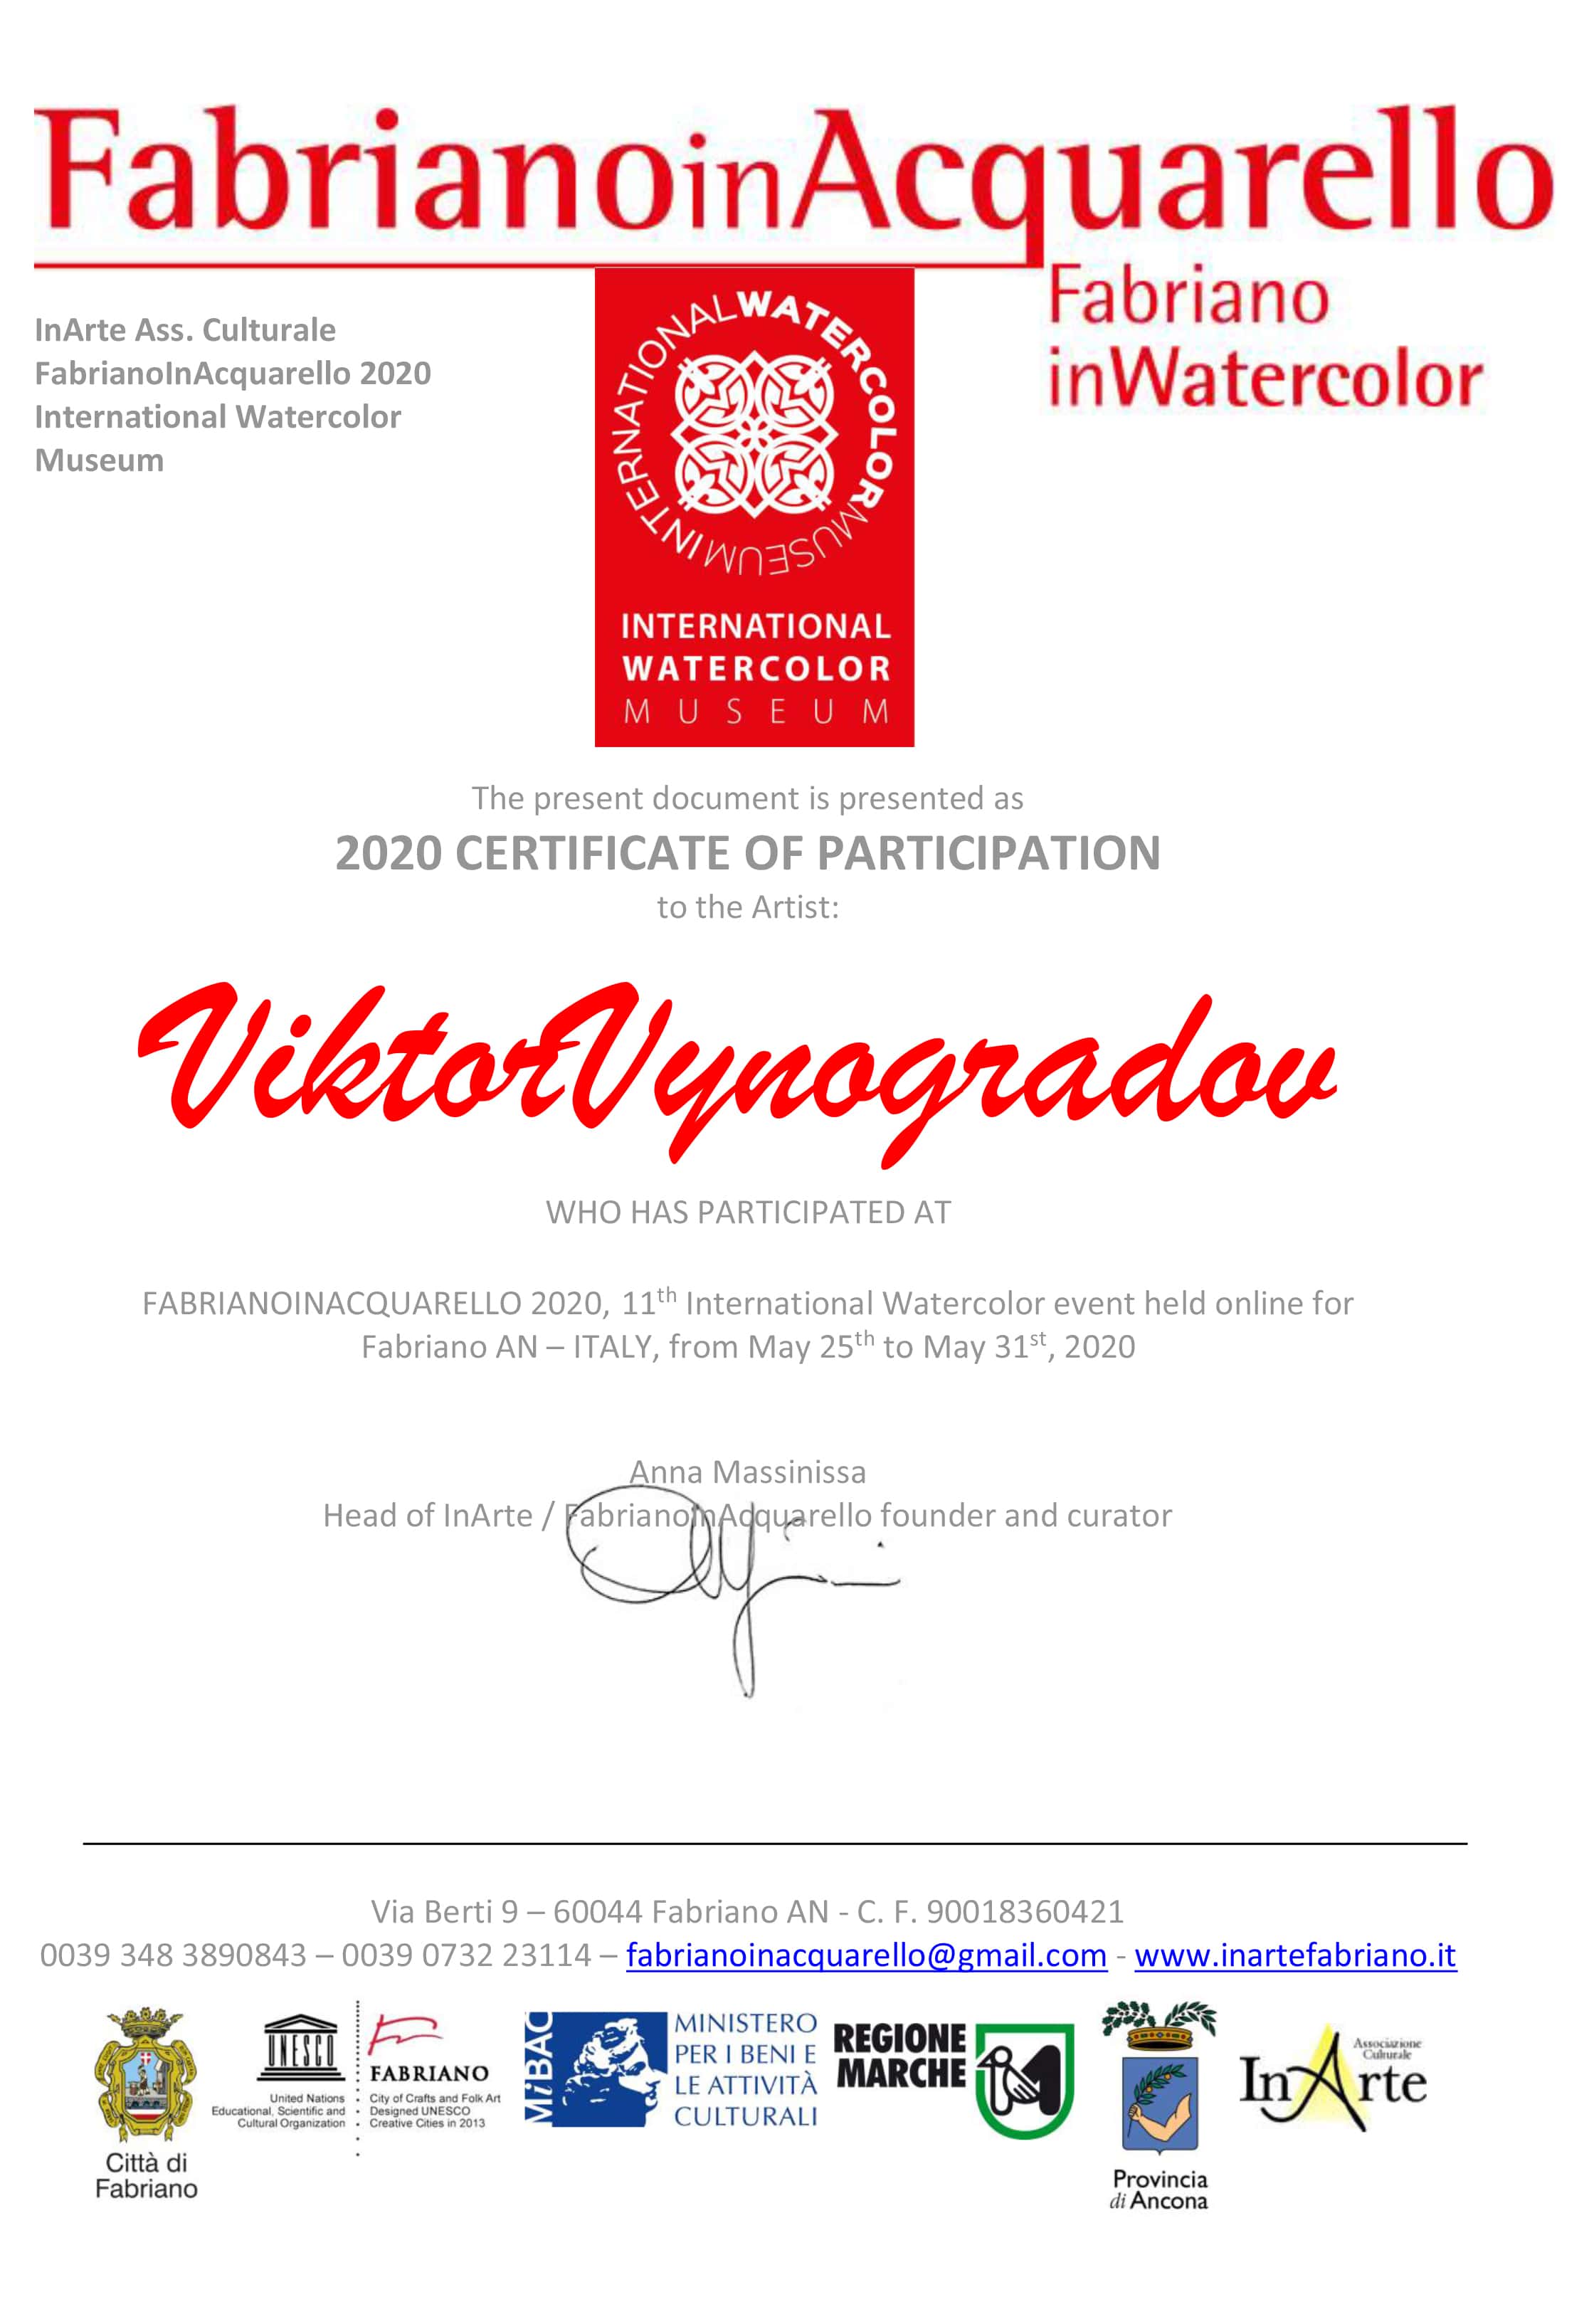 FabrianoinAcquarello
Fabriano
inWatercolor
InArte Ass. Culturale
FabrianoInAcquarello 2020
International Watercolor
Museum
INTERNATIONALWATERCOLORMUSEUM
INTERNATIONAL
WATERCOLOR
MUSEUM
The present document is presented as
2020 CERTIFICATE OF PARTICIPATION
to the Artist:
ViktorVynogradov
WHO HAS PARTICIPATED AT
FABRIANOINACQUARELLO 2020, 11th International Watercolor event held online for
Fabriano AN – ITALY, from May 25th to May 31st, 2020
Anna Massinissa
Head of InArte / FabrianoinAcquarello founder and curator
Via Berti 9 – 60044 Fabriano AN - C. F. 90018360421
0039 348 3890843 – 0039 0732 23114 – fabrianoinacquarello@gmail.com - www.inartefabriano.it
Città di
Fabriano
UNESCO
United Nations
Educational, Scientific and
Cultural Organization
FABRIANO
City of Crafts and Folk Art
Designed UNESCO
Creative Cities in 2013
MiBAC
MINISTERO
PER I BENI E
LE ATTIVITÀ
CULTURALI
REGIONE
MARCHE
Provincia
di Ancona
Associazione
Culturale
InArte